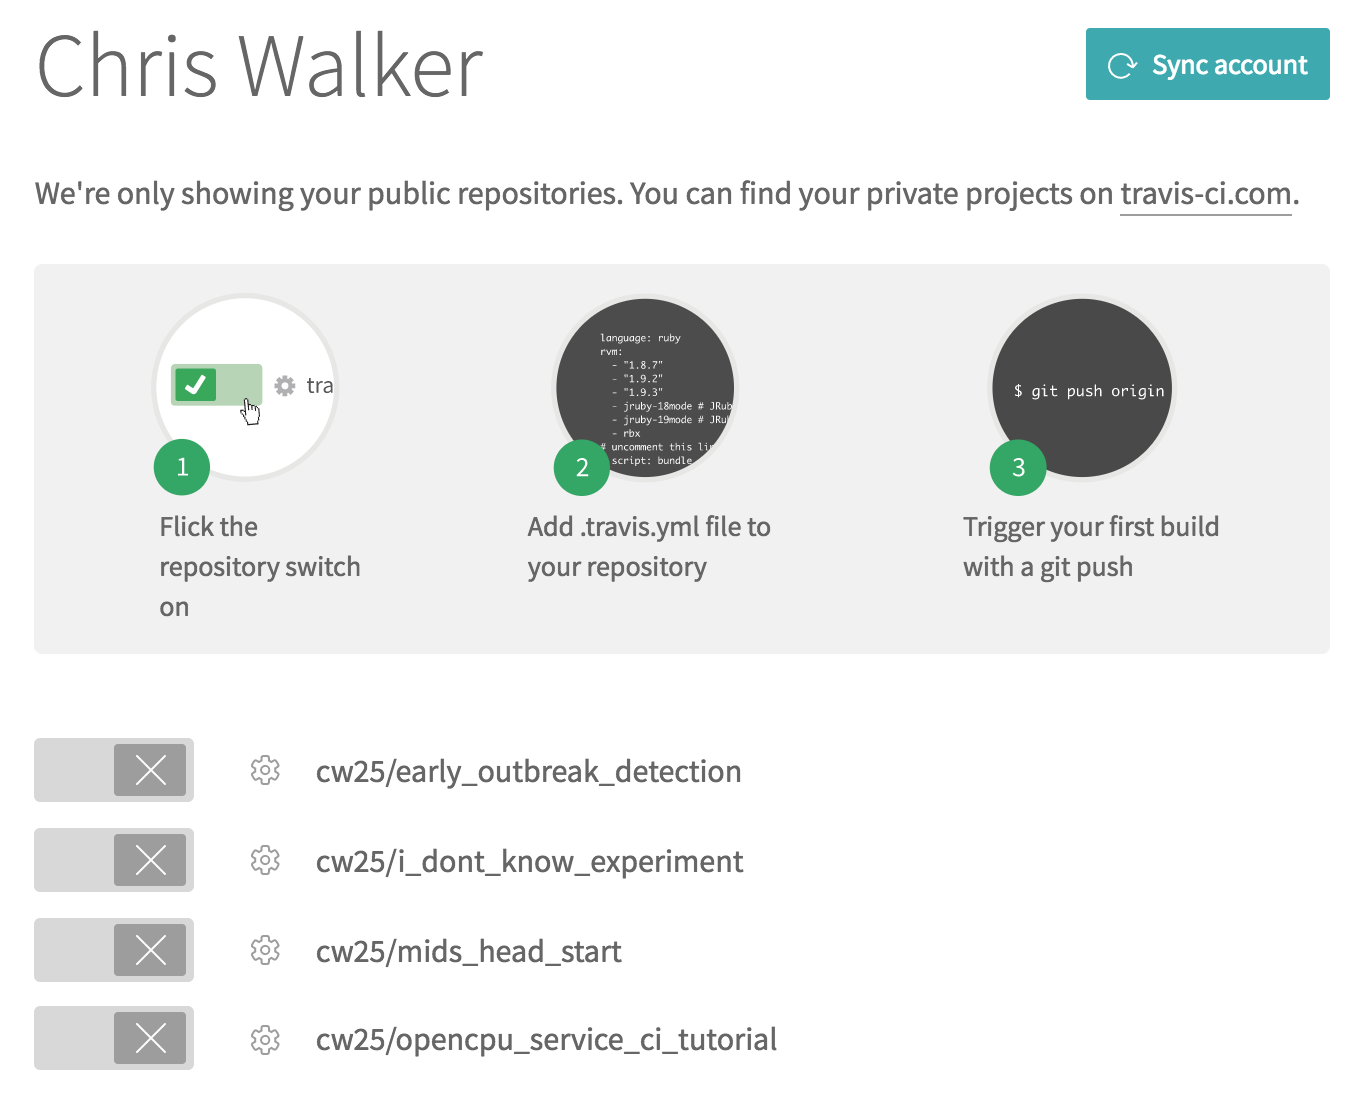 Chris Walker
Sync account
We're only showing your public repositories. You can find your private projects on travis-ci.com.
tra
1
Flick the
repository switch
on
language: ruby
rvm:
- "1.8.7"
- "1.9.2"
- "1.9.3"
- jruby-18mode # JRub
- jruby-19mode # JRub
- rbx
# uncomment this lin
script: bundle
2
Add .travis.yml file to
your repository
$ git push origin
3
Trigger your first build
with a git push
cw25/early_outbreak_detection
cw25/i_dont_know_experiment
cw25/mids_head_start
cw25/opencpu_service_ci_tutorial